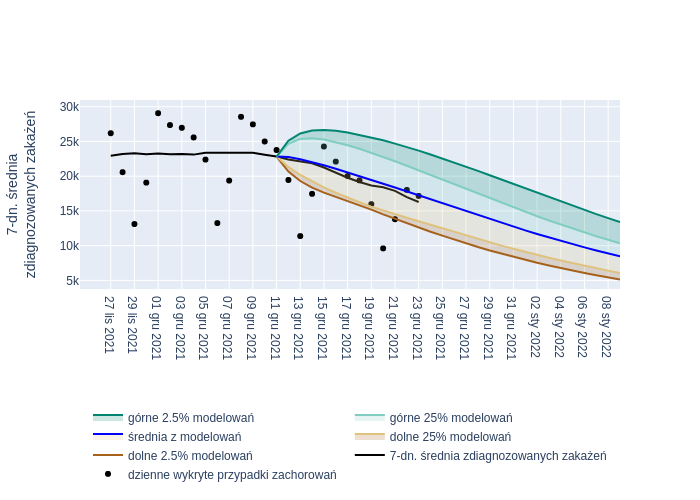 7-dn. średnia
zdiagnozowanych zakażeń
30k
25k
20k
15k
10k
5k
27 lis 2021
29 lis 2021
01 gru 2021
03 gru 2021
05 gru 2021
07 gru 2021
09 gru 2021
11 gru 2021
13 gru 2021
15 gru 2021
17 gru 2021
19 gru 2021
21 gru 2021
23 gru 2021
25 gru 2021
27 gru 2021
29 gru 2021
31 gru 2021
02 sty 2022
04 sty 2022
06 sty 2022
08 sty 2022
górne 2.5% modelowań
górne 25% modelowań
średnia z modelowań
dolne 25% modelowań
dolne 2.5% modelowań
7-dn. średnia zdiagnozowanych zakażeń
dzienne wykryte przypadki zachorowań